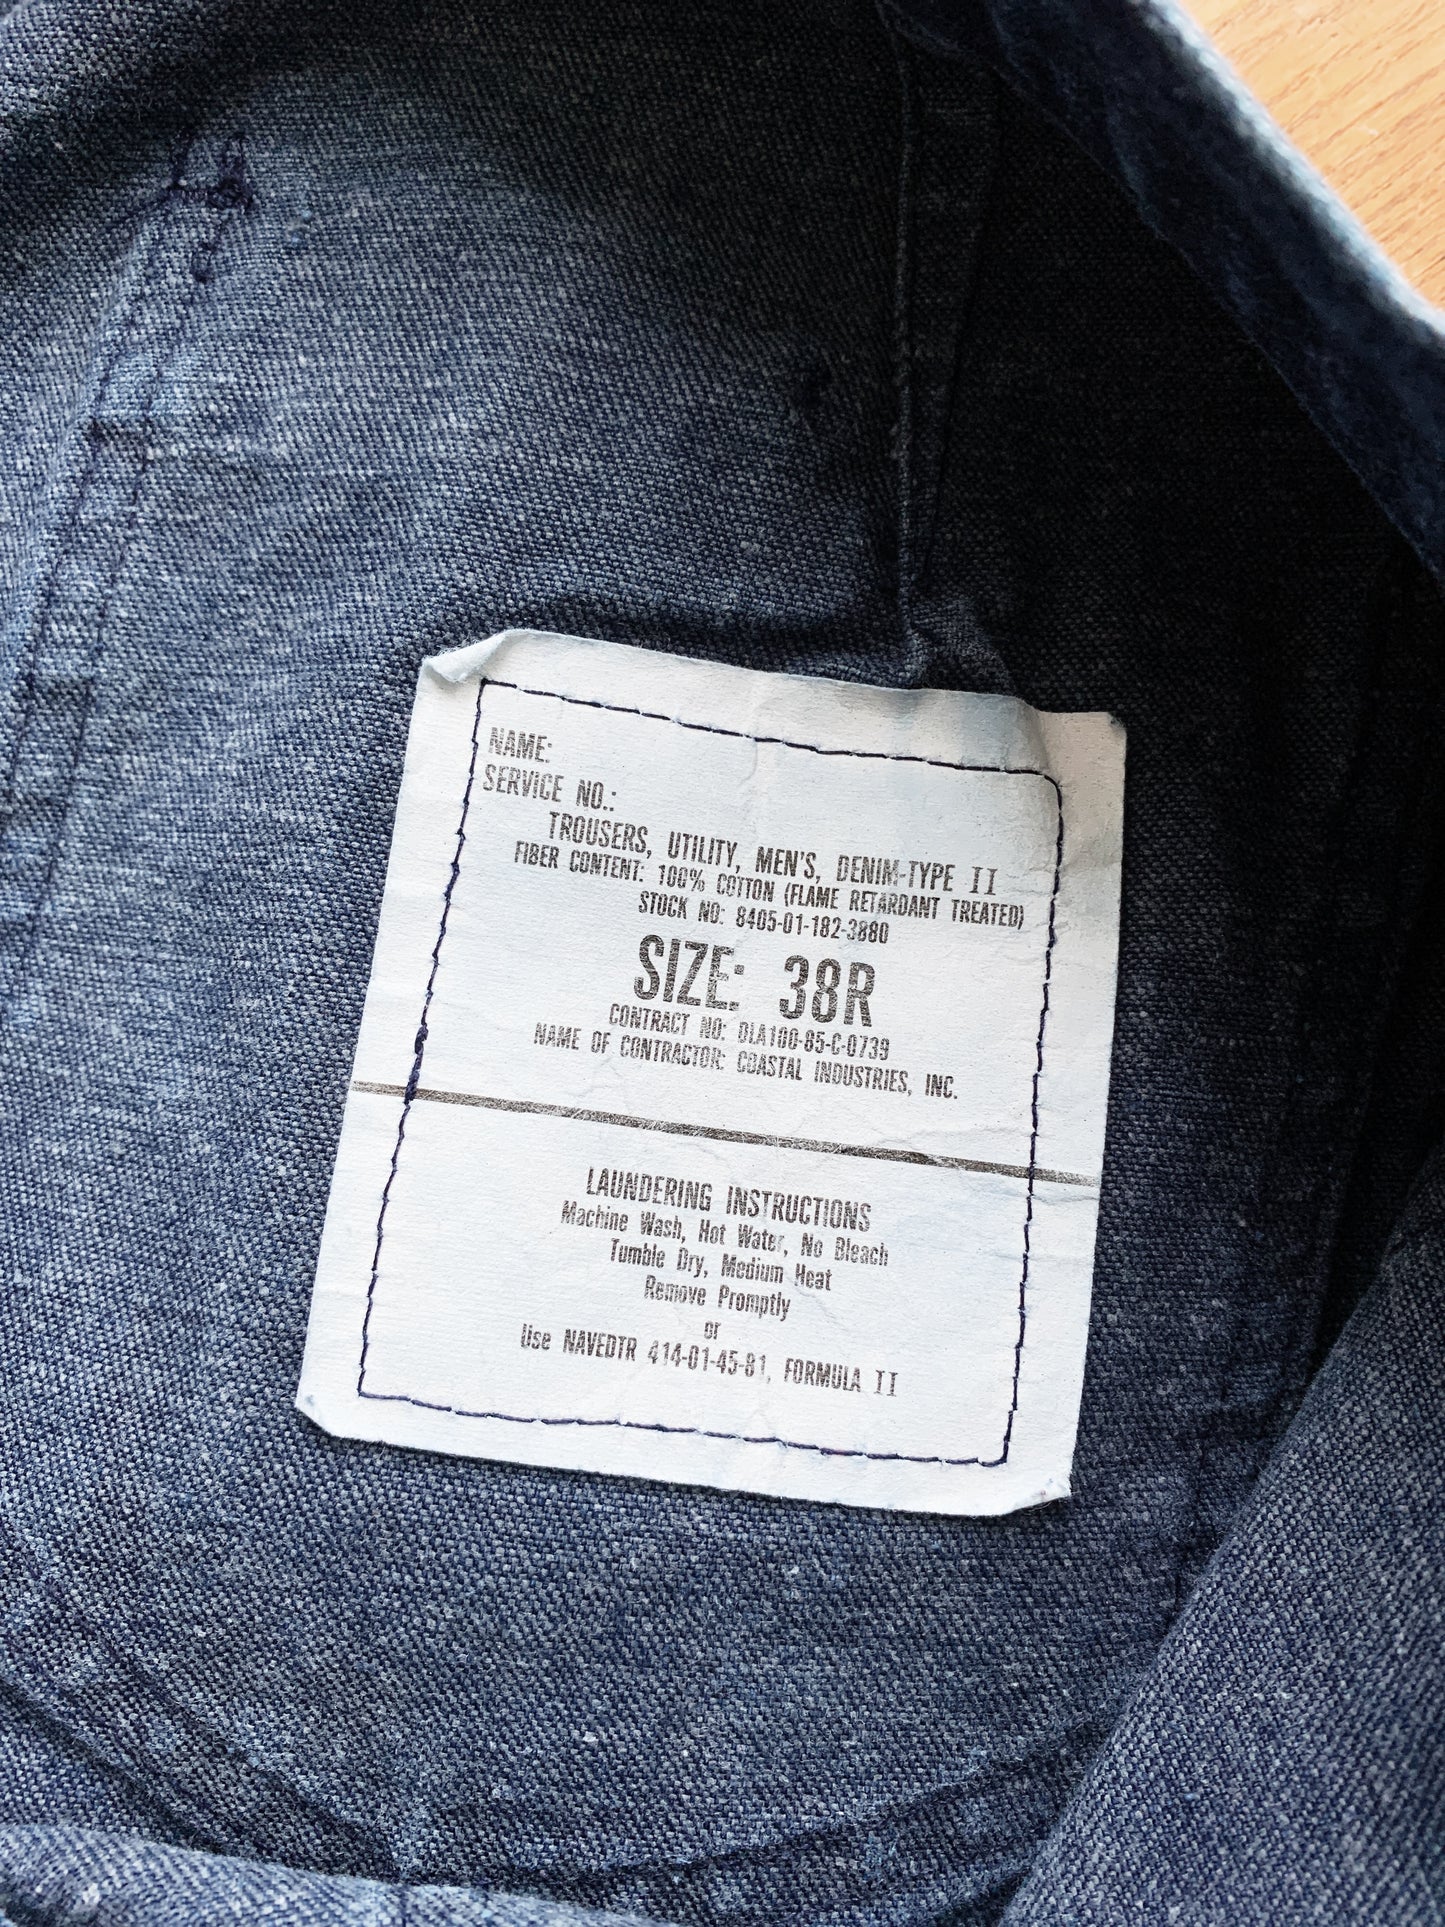 NAME:
SERVICE NO.:
TROUSERS, UTILITY, MEN'S, DENIM-TYPE II
FIBER CONTENT: 100% COTTON (FLAME RETARDANT TREATED)
STOCK NO: 8405-01-182-3880
SIZE: 38R
CONTRACT NO: DLA100-85-C-0739
NAME OF CONTRACTOR: COASTAL INDUSTRIES, INC.
LAUNDERING INSTRUCTIONS
Machine Wash, Hot Water, No Bleach
Tumble Dry, Medium Heat
Remove Promptly
or
Use NAVEDTR 414-01-45-81, FORMULA II